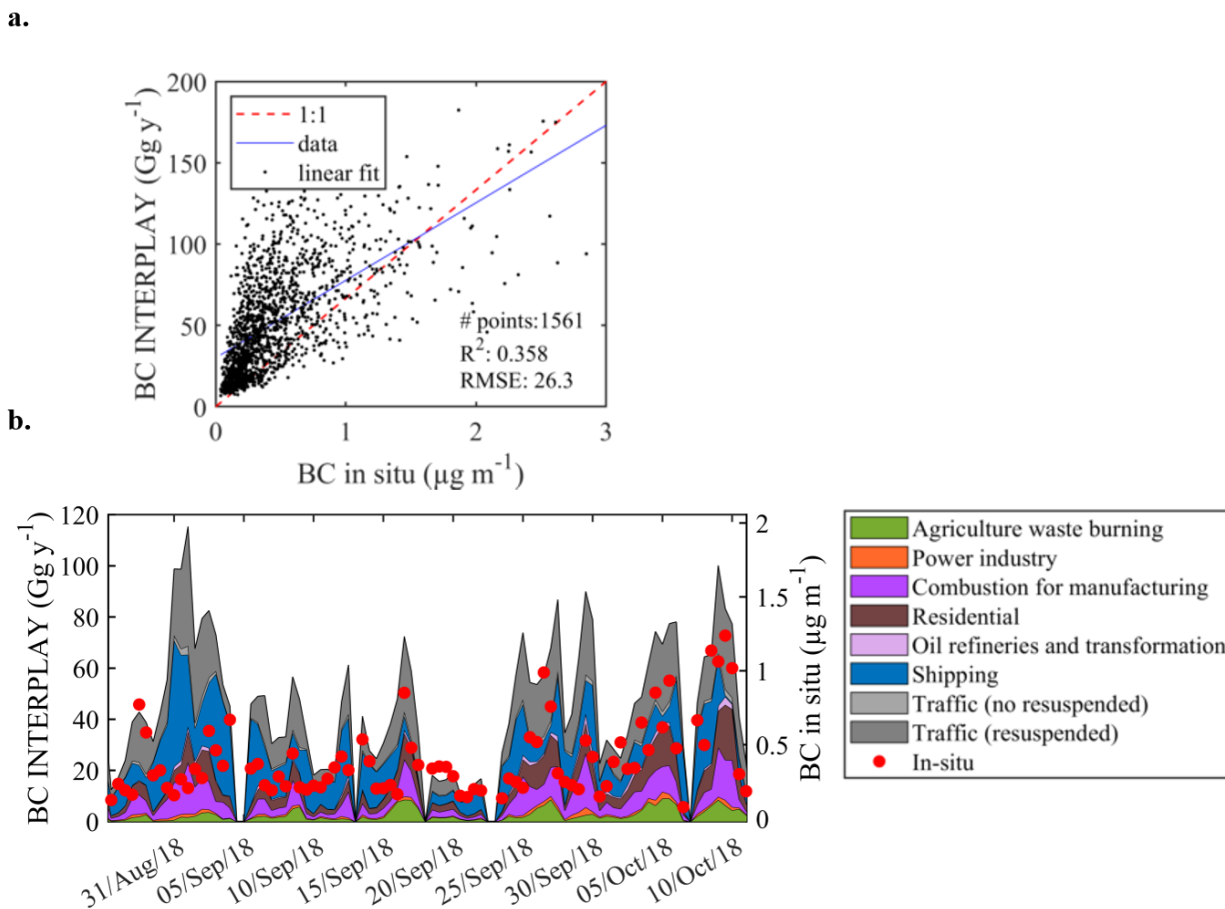 a.
200
150
100
50
0
BC INTERPLAY (Gg y⁻¹)
1:1
data
linear fit
# points:1561
R²: 0.358
RMSE: 26.3
0 1 2 3
BC in situ (µg m⁻¹)
b.
120
100
80
60
40
20
0
BC INTERPLAY (Gg y⁻¹)
2
1.5
1
0.5
0
BC in situ (µg m⁻¹)
31/Aug/18 05/Sep/18 10/Sep/18 15/Sep/18 20/Sep/18 25/Sep/18 30/Sep/18 05/Oct/18 10/Oct/18
Agriculture waste burning
Power industry
Combustion for manufacturing
Residential
Oil refineries and transformation
Shipping
Traffic (no resuspended)
Traffic (resuspended)
In-situ